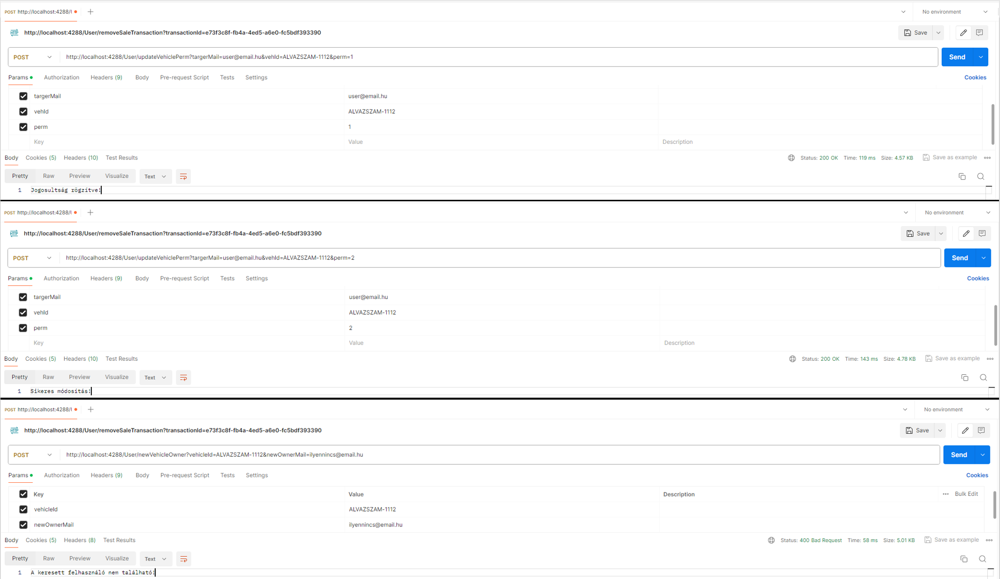 POST http://localhost:4288/U
No environment
http://localhost:4288/User/removeSaleTransaction?transactionId=e73f3c8f-fb4a-4ed5-a6e0-fc5bdf393390
Save
POST http://localhost:4288/User/updateVehiclePerm?targerMail=user@email.hu&vehId=ALVAZSZAM-1112&perm=1
Send
Params Authorization Headers (9) Body Pre-request Script Tests Settings Cookies
targerMail user@email.hu
vehId ALVAZSZAM-1112
perm 1
Key Value Description
Body Cookies (5) Headers (10) Test Results Status: 200 OK Time: 119 ms Size: 4.57 KB Save as example
Pretty Raw Preview Visualize Text
1 Jogosultság rögzítve!
POST http://localhost:4288/U
No environment
http://localhost:4288/User/removeSaleTransaction?transactionId=e73f3c8f-fb4a-4ed5-a6e0-fc5bdf393390
Save
POST http://localhost:4288/User/updateVehiclePerm?targerMail=user@email.hu&vehId=ALVAZSZAM-1112&perm=2
Send
Params Authorization Headers (9) Body Pre-request Script Tests Settings Cookies
targerMail user@email.hu
vehId ALVAZSZAM-1112
perm 2
Key Value Description
Body Cookies (5) Headers (10) Test Results Status: 200 OK Time: 143 ms Size: 4.78 KB Save as example
Pretty Raw Preview Visualize Text
1 Sikeres módosítás!
POST http://localhost:4288/U
No environment
http://localhost:4288/User/removeSaleTransaction?transactionId=e73f3c8f-fb4a-4ed5-a6e0-fc5bdf393390
Save
POST http://localhost:4288/User/newVehicleOwner?vehicleId=ALVAZSZAM-1112&newOwnerMail=ilyennincs@email.hu
Send
Params Authorization Headers (9) Body Pre-request Script Tests Settings Cookies
Key Value Description Bulk Edit
vehicleId ALVAZSZAM-1112
newOwnerMail ilyennincs@email.hu
Body Cookies (5) Headers (8) Test Results Status: 400 Bad Request Time: 58 ms Size: 5.01 KB Save as example
Pretty Raw Preview Visualize Text
1 A keresett felhasználó nem található!